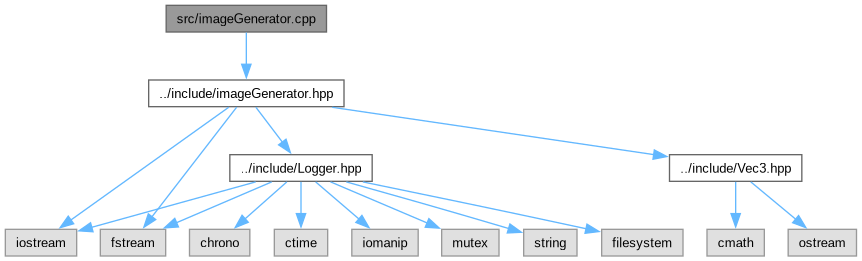 src/imageGenerator.cpp
../include/imageGenerator.hpp
../include/Logger.hpp
../include/Vec3.hpp
iostream
fstream
chrono
ctime
iomanip
mutex
string
filesystem
cmath
ostream